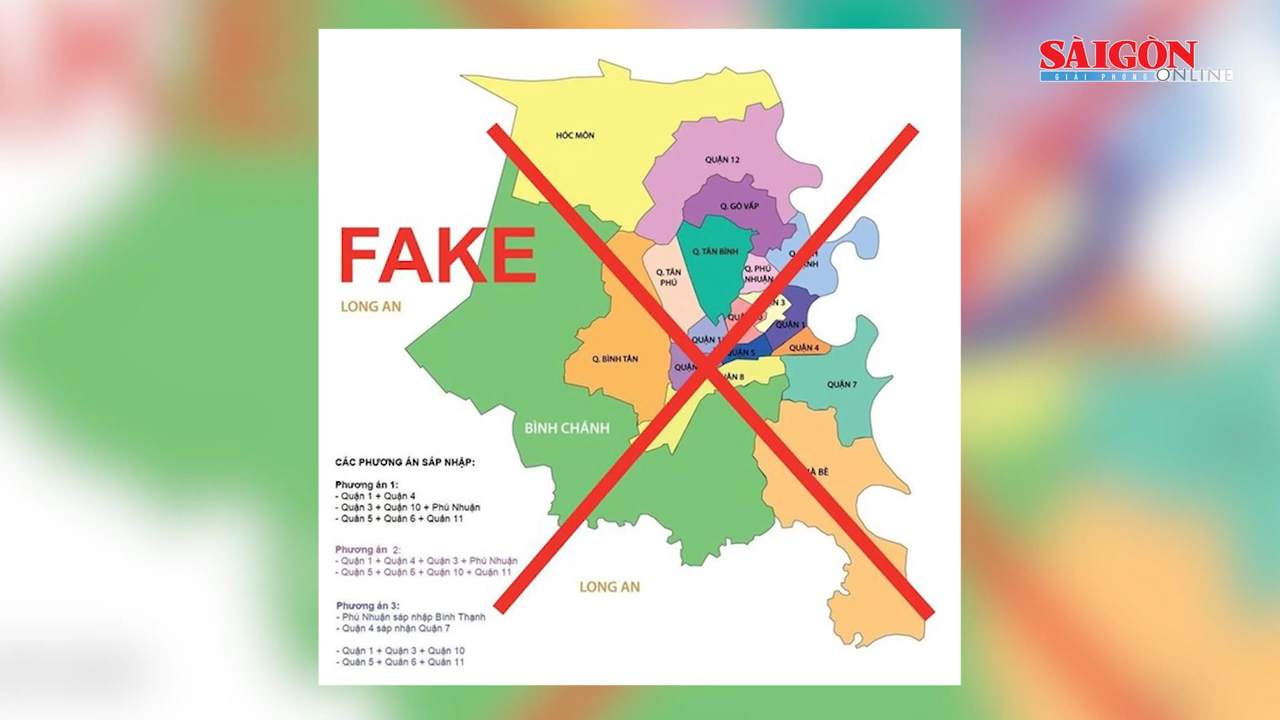 SÀIGÒN
GIẢI PHÓNG ONLINE
HÓC MÔN
QUẬN 12
Q. GÒ VẤP
Q. TÂN BÌNH
Q. TÂN
PHÚ
Q. PHÚ
NHUẬN
FAKE
LONG AN
QUẬN 1
QUẬN 4
QUẬN 5
Q. BÌNH TÂN
QUẬN 7
BÌNH CHÁNH
CÁC PHƯƠNG ÁN SÁP NHẬP:
Phương án 1:
- Quận 1 + Quận 4
- Quận 3 + Quận 10 + Phú Nhuận
- Quân 5 + Quân 6 + Quân 11
Phương án 2:
- Quận 1 + Quận 4 + Quận 3 + Phú Nhuận
- Quận 5 + Quận 6 + Quận 10 + Quận 11
LONG AN
Phương án 3:
- Phú Nhuận sáp nhập Bình Thạnh
- Quận 4 sáp nhận Quận 7
- Quận 1 + Quận 3 + Quận 10
- Quận 5 + Quận 6 + Quận 11